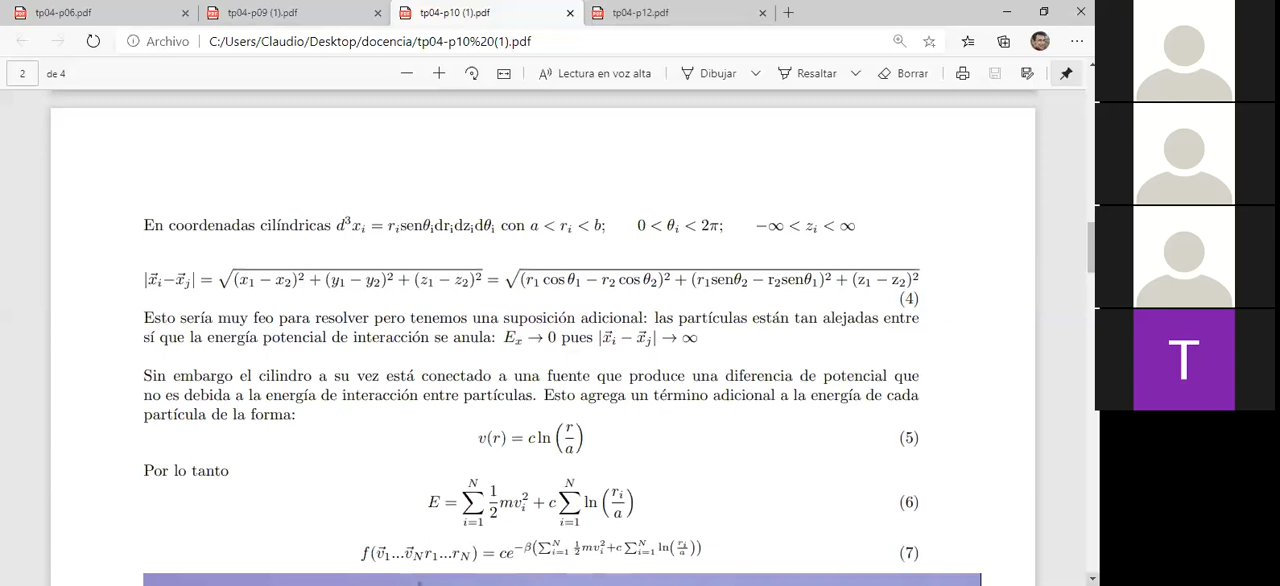 tp04-p06.pdf
tp04-p09 (1).pdf
tp04-p10 (1).pdf
tp04-p12.pdf
Archivo
C:/Users/Claudio/Desktop/docencia/tp04-p10%20(1).pdf
2 de 4
Lectura en voz alta
Dibujar
Resaltar
Borrar
En coordenadas cilíndricas d³xᵢ = rᵢsenθᵢdrᵢdzᵢdθᵢ con a < rᵢ < b; 0 < θᵢ < 2π; −∞ < zᵢ < ∞
|x⃗ᵢ−x⃗ⱼ| = √((x₁ − x₂)² + (y₁ − y₂)² + (z₁ − z₂)²) = √((r₁ cos θ₁ − r₂ cos θ₂)² + (r₁senθ₂ − r₂senθ₁)² + (z₁ − z₂)²)
(4)
Esto sería muy feo para resolver pero tenemos una suposición adicional: las partículas están tan alejadas entre
sí que la energía potencial de interacción se anula: Eₓ → 0 pues |x⃗ᵢ − x⃗ⱼ| → ∞
Sin embargo el cilindro a su vez está conectado a una fuente que produce una diferencia de potencial que
no es debida a la energía de interacción entre partículas. Esto agrega un término adicional a la energía de cada
partícula de la forma:
v(r) = c ln (r/a) (5)
Por lo tanto
E = ∑ᵢ₌₁ᴺ ½mvᵢ² + c ∑ᵢ₌₁ᴺ ln (rᵢ/a) (6)
f(v⃗₁...v⃗_N r₁...r_N) = ce^{−β(∑ᵢ₌₁ᴺ ½mvᵢ²+c∑ᵢ₌₁ᴺ ln(rᵢ/a))} (7)
T